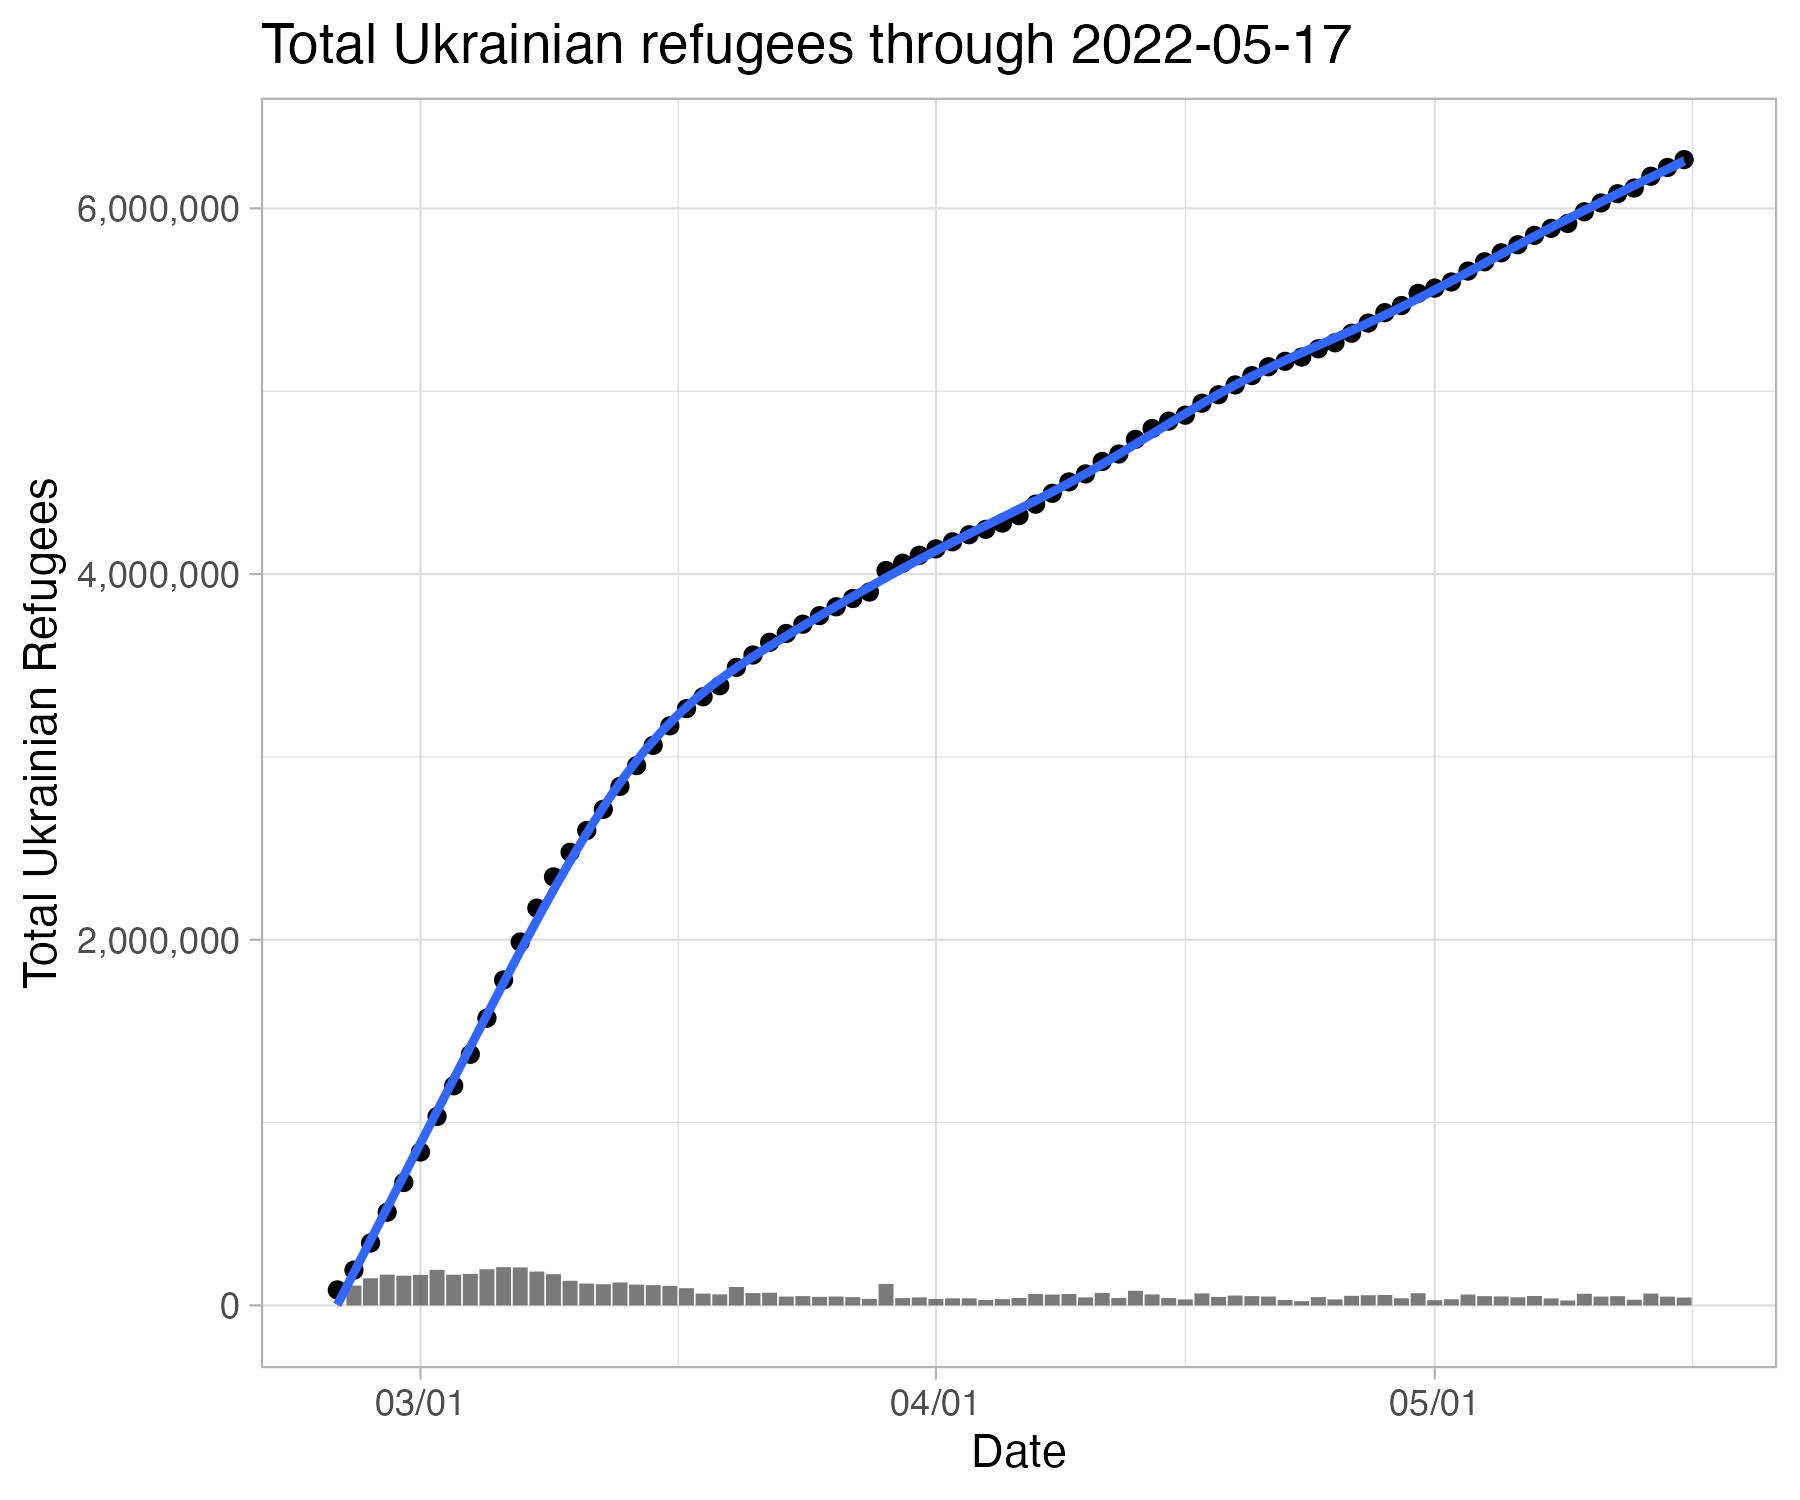 Total Ukrainian refugees through 2022-05-17
Total Ukrainian Refugees
6,000,000
4,000,000
2,000,000
0
03/01
04/01
05/01
Date